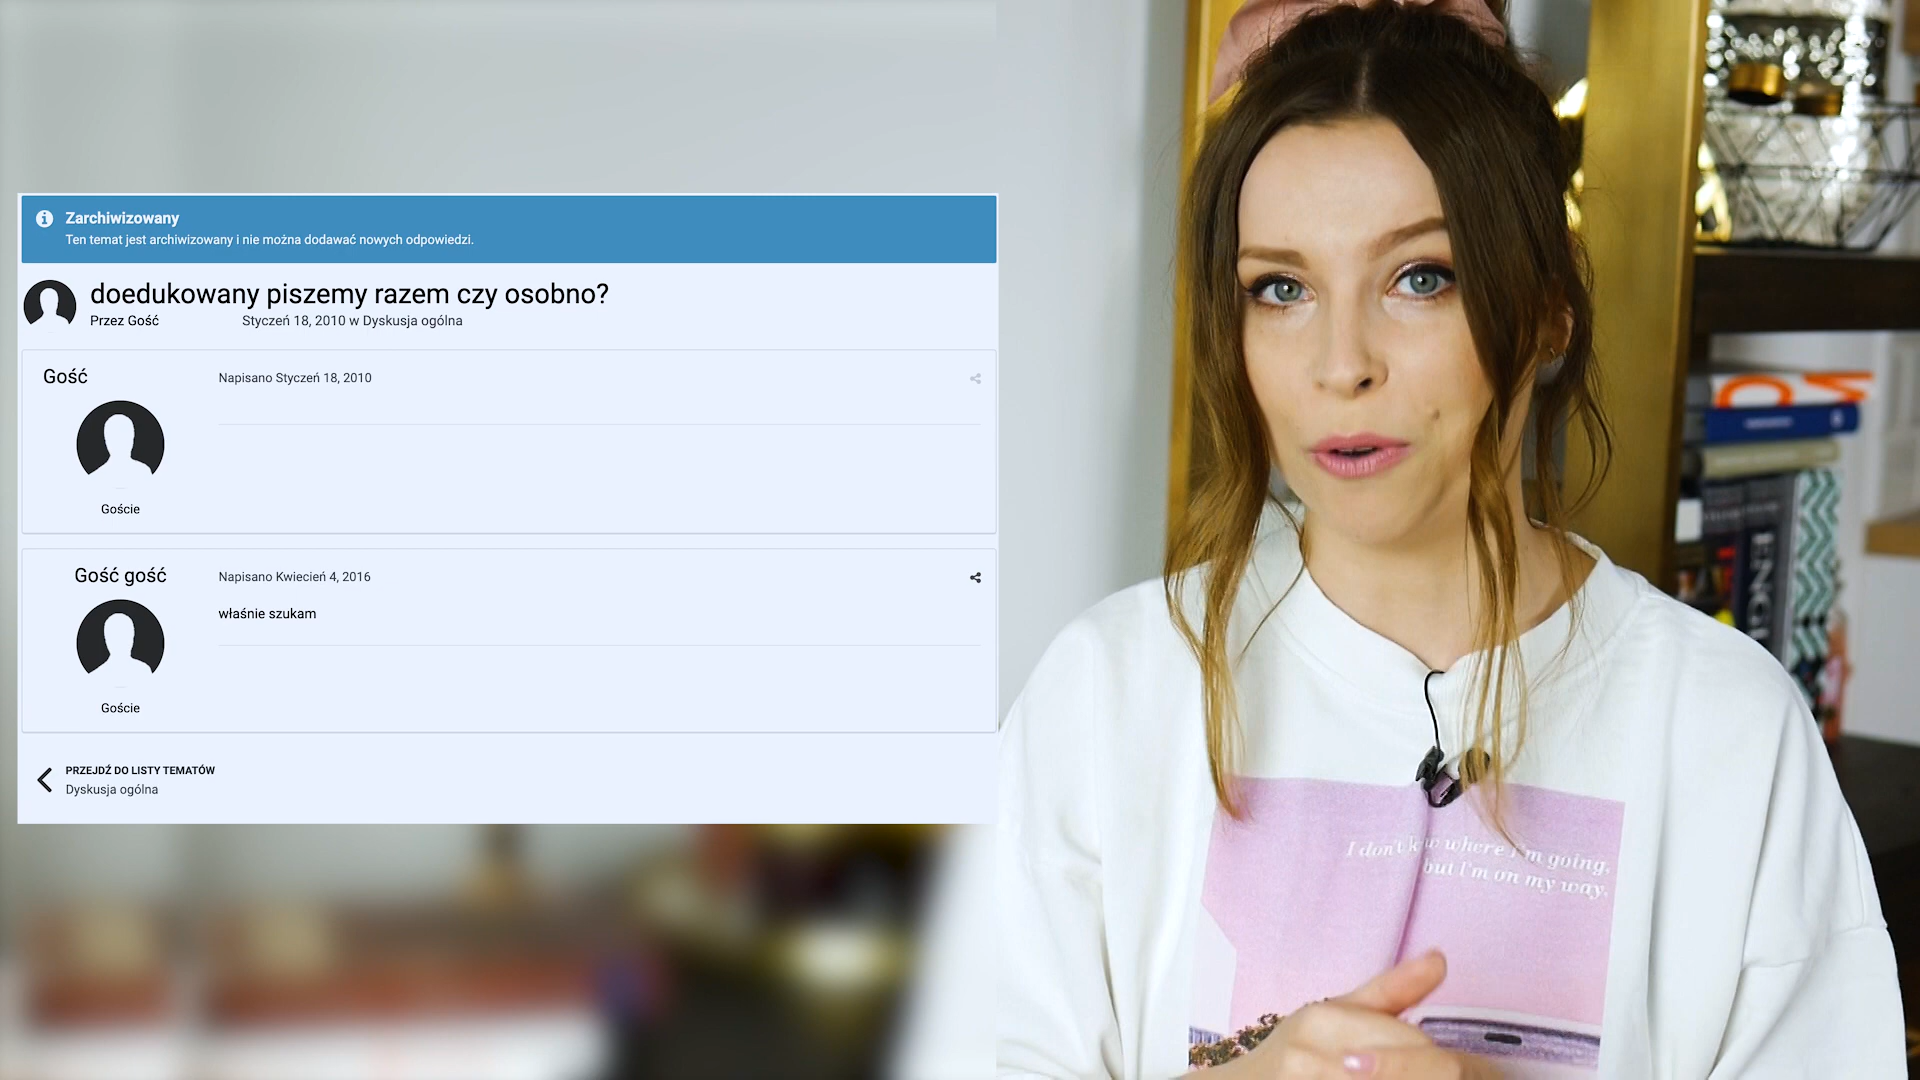 Zarchiwizowany
Ten temat jest archiwizowany i nie można dodawać nowych odpowiedzi.
doedukowany piszemy razem czy osobno?
Przez Gość
Styczeń 18, 2010 w Dyskusja ogólna
Gość
Napisano Styczeń 18, 2010
Goście
Gość gość
Napisano Kwiecień 4, 2016
właśnie szukam
Goście
PRZEJDŹ DO LISTY TEMATÓW
Dyskusja ogólna
where I'm going,
but I'm on my way.